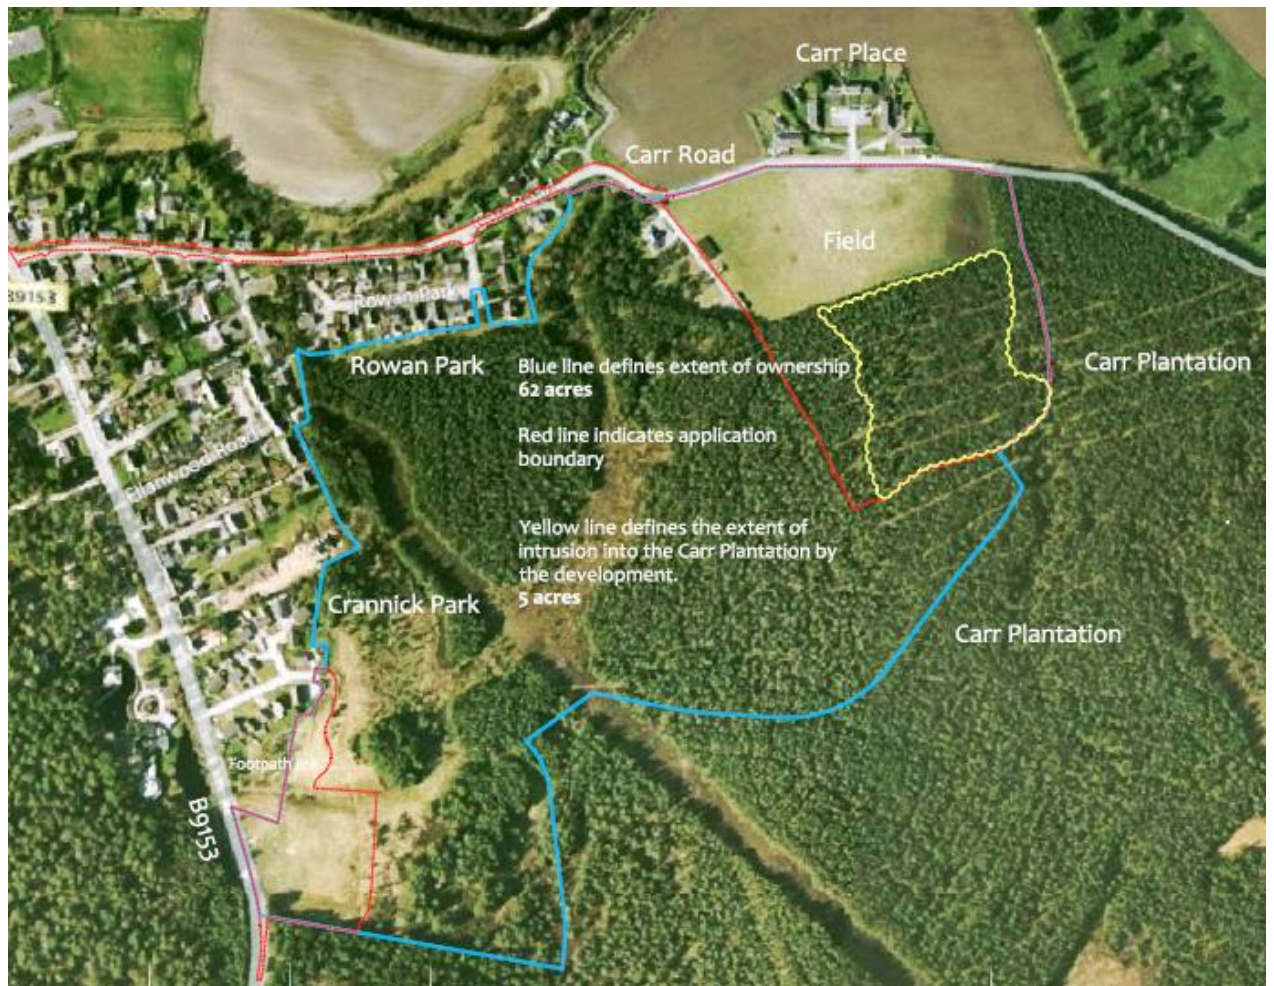 Carr Place
Carr Road
Field
B9153
Rowan Park
Rowan Park
Blue line defines extent of ownership
62 acres
Carr Plantation
Red line indicates application
boundary
Ellanwood Road
Yellow line defines the extent of
intrusion into the Carr Plantation by
the development.
5 acres
Crannick Park
Carr Plantation
Footpath
B9153